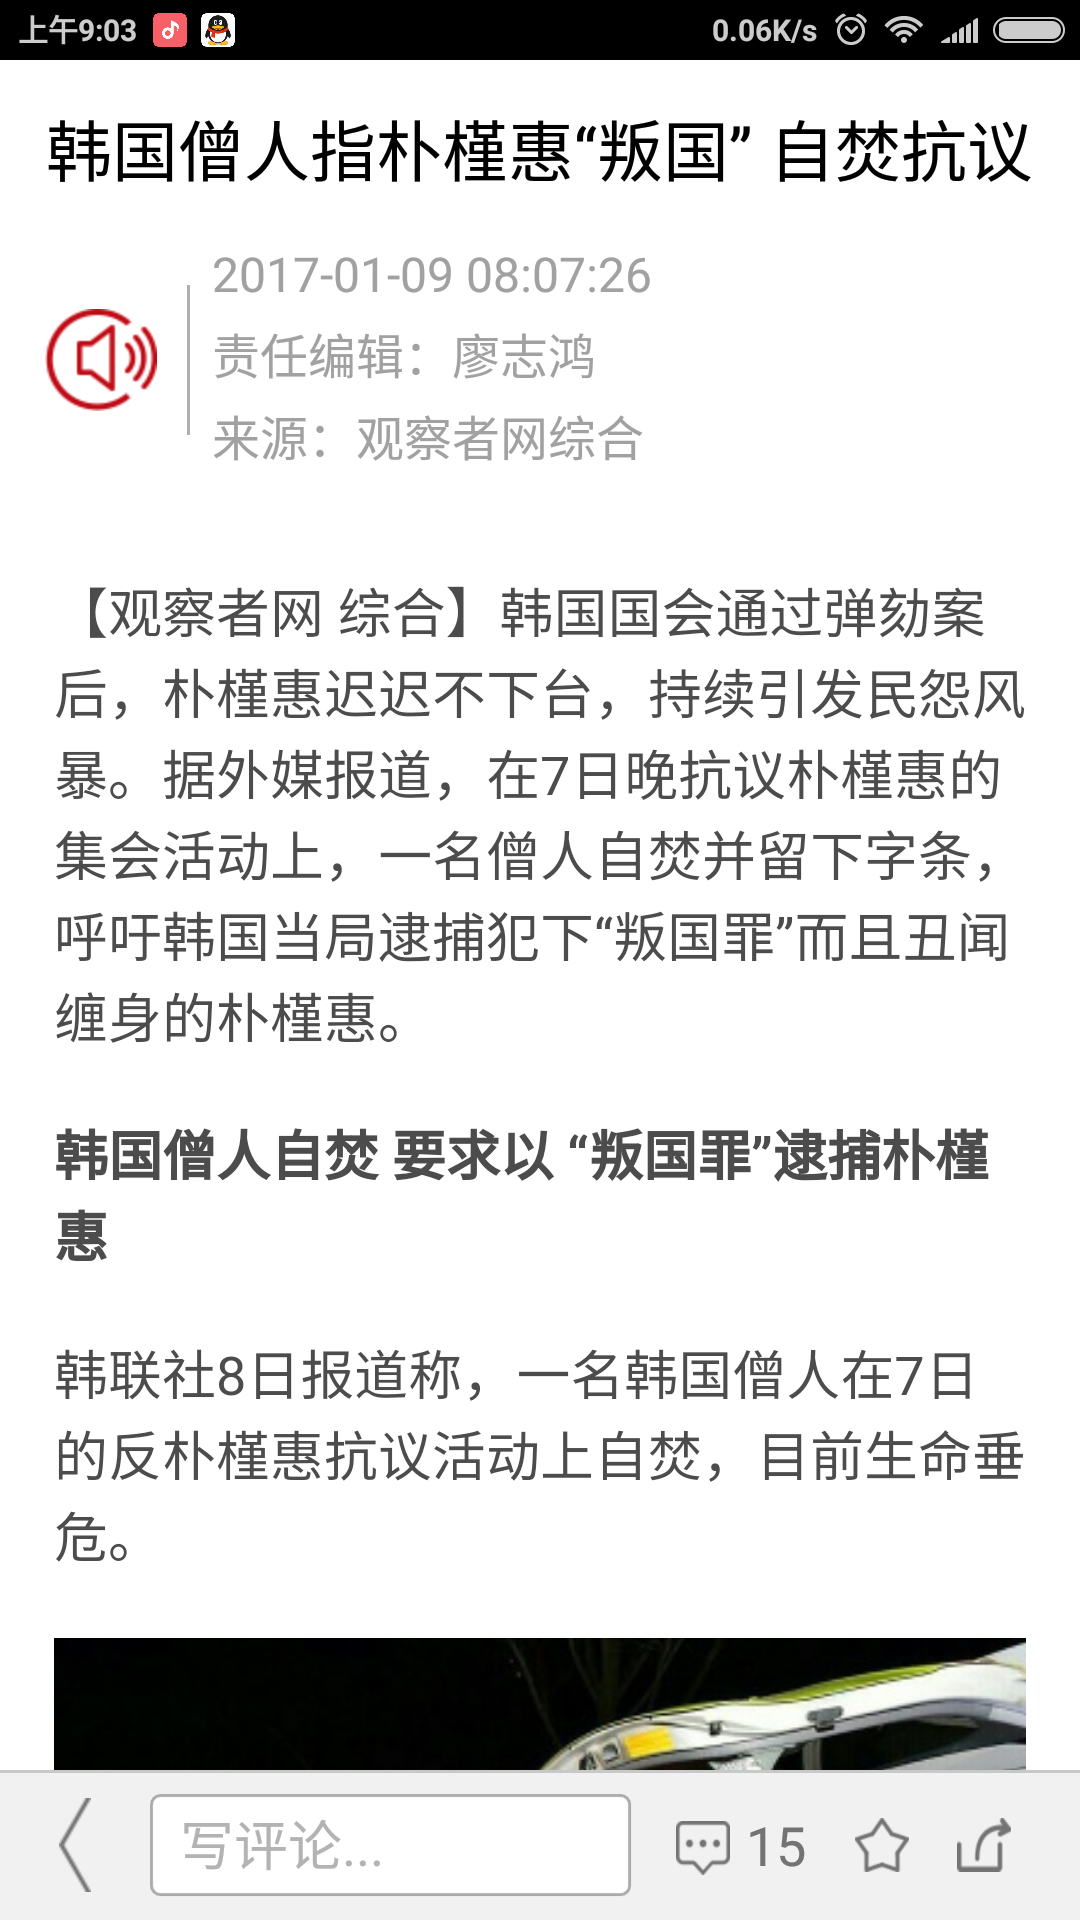 上午9:03
0.06K/s
韩国僧人指朴槿惠“叛国” 自焚抗议
2017-01-09 08:07:26
责任编辑：廖志鸿
来源：观察者网综合
【观察者网 综合】韩国国会通过弹劾案
后，朴槿惠迟迟不下台，持续引发民怨风
暴。据外媒报道，在7日晚抗议朴槿惠的
集会活动上，一名僧人自焚并留下字条，
呼吁韩国当局逮捕犯下“叛国罪”而且丑闻
缠身的朴槿惠。
韩国僧人自焚 要求以 “叛国罪”逮捕朴槿
惠
韩联社8日报道称，一名韩国僧人在7日
的反朴槿惠抗议活动上自焚，目前生命垂
危。
写评论...
15